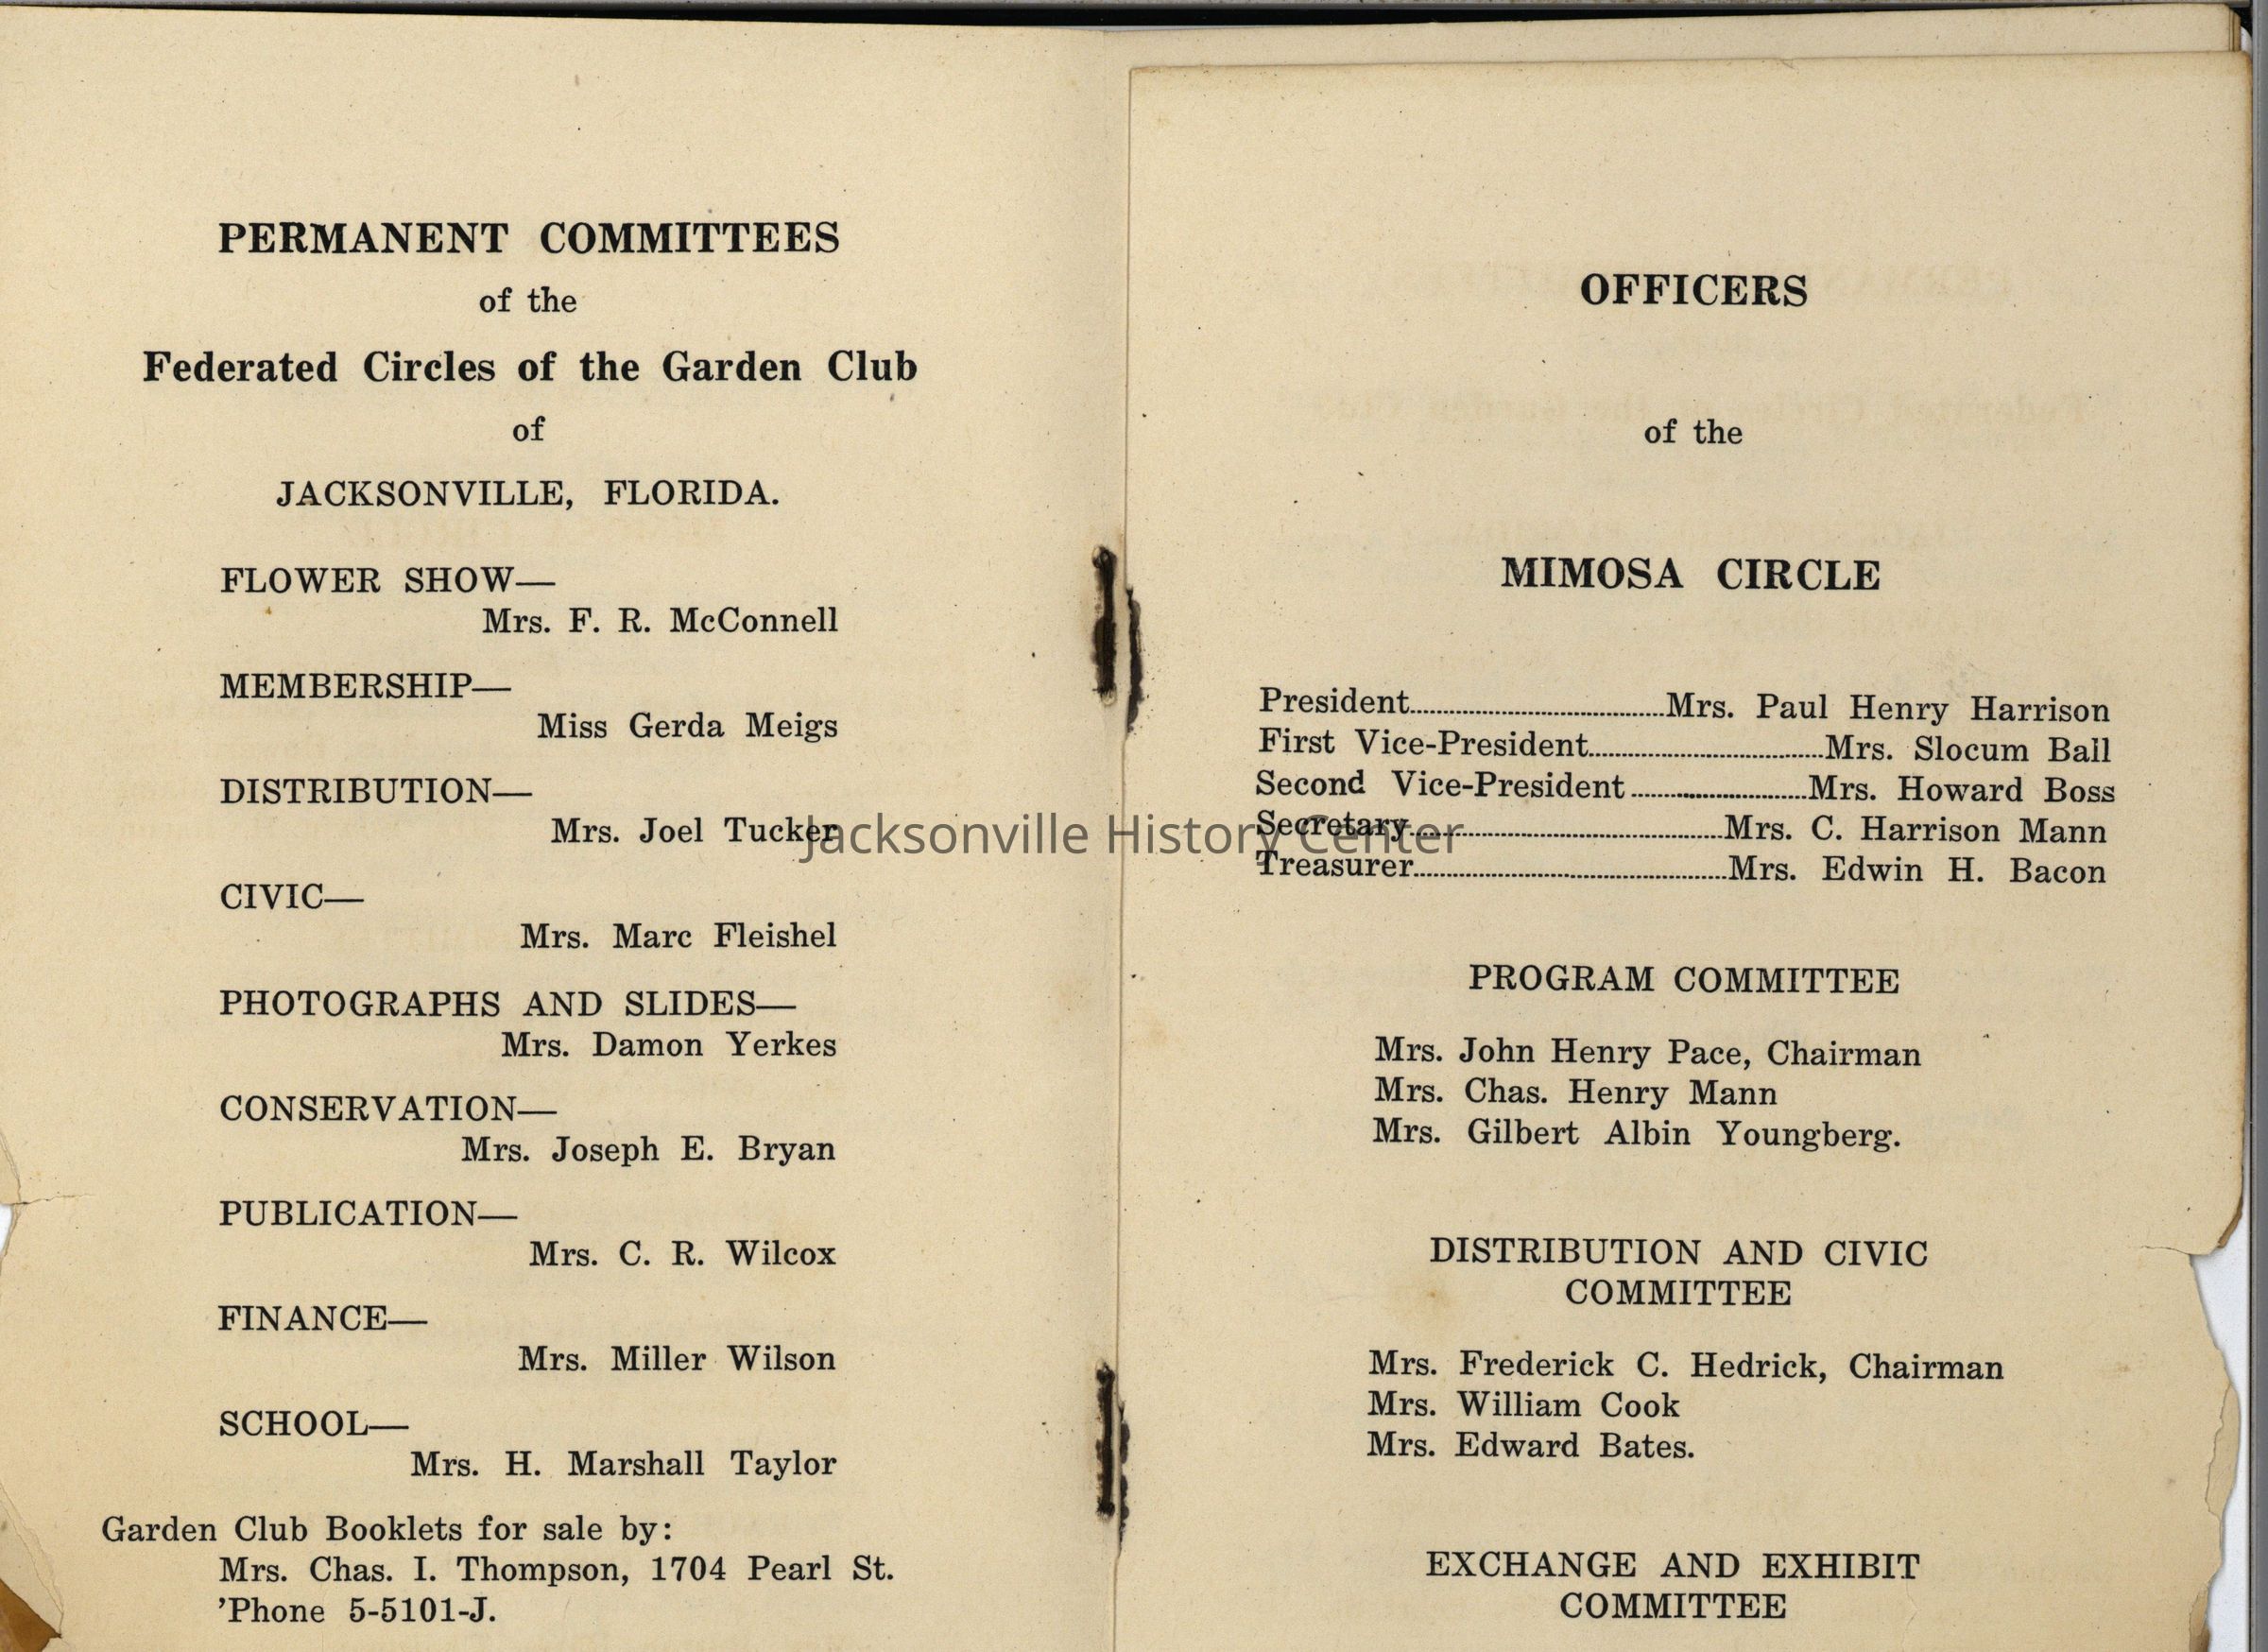 PERMANENT COMMITTEES
of the
Federated Circles of the Garden Club
of
JACKSONVILLE, FLORIDA.
FLOWER SHOW—
Mrs. F. R. McConnell
MEMBERSHIP—
Miss Gerda Meigs
DISTRIBUTION—
Mrs. Joel Tucker
CIVIC—
Mrs. Marc Fleishel
PHOTOGRAPHS AND SLIDES—
Mrs. Damon Yerkes
CONSERVATION—
Mrs. Joseph E. Bryan
PUBLICATION—
Mrs. C. R. Wilcox
FINANCE—
Mrs. Miller Wilson
SCHOOL—
Mrs. H. Marshall Taylor
Garden Club Booklets for sale by:
Mrs. Chas. I. Thompson, 1704 Pearl St.
'Phone 5-5101-J.
OFFICERS
of the
MIMOSA CIRCLE
President........Mrs. Paul Henry Harrison
First Vice-President........Mrs. Slocum Ball
Second Vice-President........Mrs. Howard Boss
Secretary........Mrs. C. Harrison Mann
Treasurer........Mrs. Edwin H. Bacon
PROGRAM COMMITTEE
Mrs. John Henry Pace, Chairman
Mrs. Chas. Henry Mann
Mrs. Gilbert Albin Youngberg.
DISTRIBUTION AND CIVIC
COMMITTEE
Mrs. Frederick C. Hedrick, Chairman
Mrs. William Cook
Mrs. Edward Bates.
EXCHANGE AND EXHIBIT
COMMITTEE
Jacksonville History Center